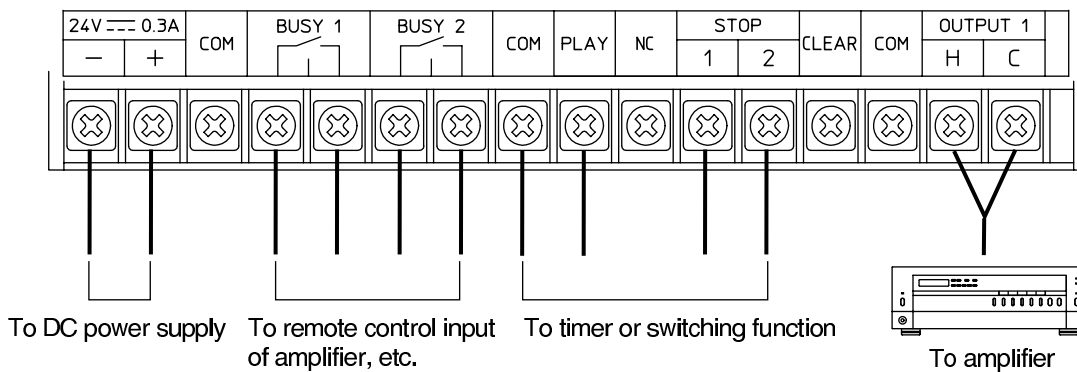 24V ⎓ 0.3A
COM
BUSY 1
BUSY 2
COM
PLAY
NC
STOP
CLEAR
COM
OUTPUT 1
− +
1 2
H C
To DC power supply
To remote control input
of amplifier, etc.
To timer or switching function
To amplifier